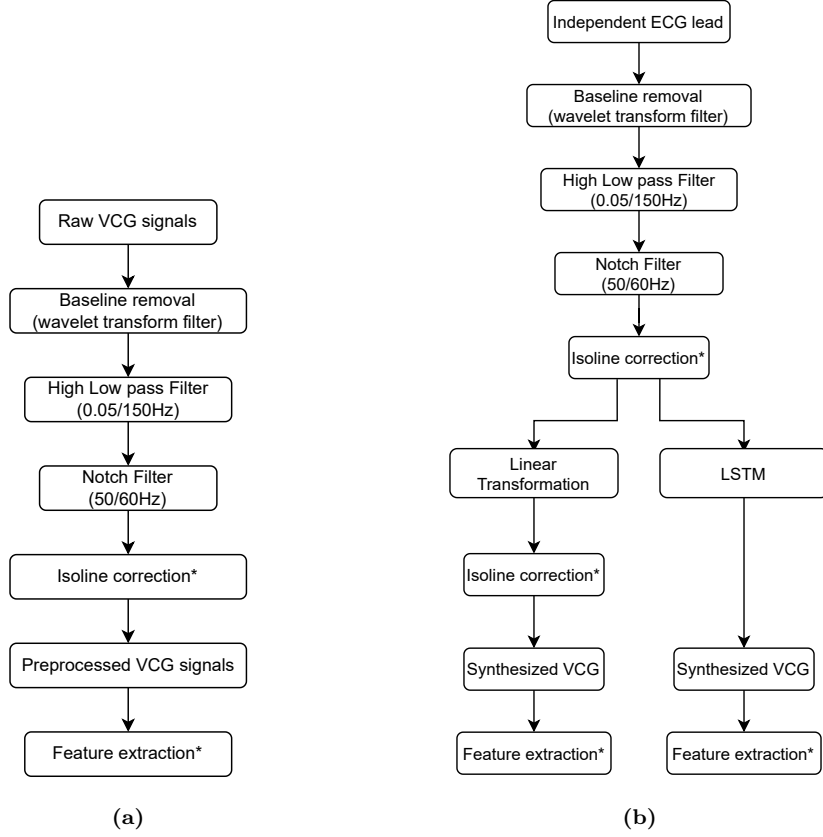 Raw VCG signals
Baseline removal
(wavelet transform filter)
High Low pass Filter
(0.05/150Hz)
Notch Filter
(50/60Hz)
Isoline correction*
Preprocessed VCG signals
Feature extraction*
(a)
Independent ECG lead
Baseline removal
(wavelet transform filter)
High Low pass Filter
(0.05/150Hz)
Notch Filter
(50/60Hz)
Isoline correction*
Linear
Transformation
Isoline correction*
Synthesized VCG
Feature extraction*
LSTM
Synthesized VCG
Feature extraction*
(b)